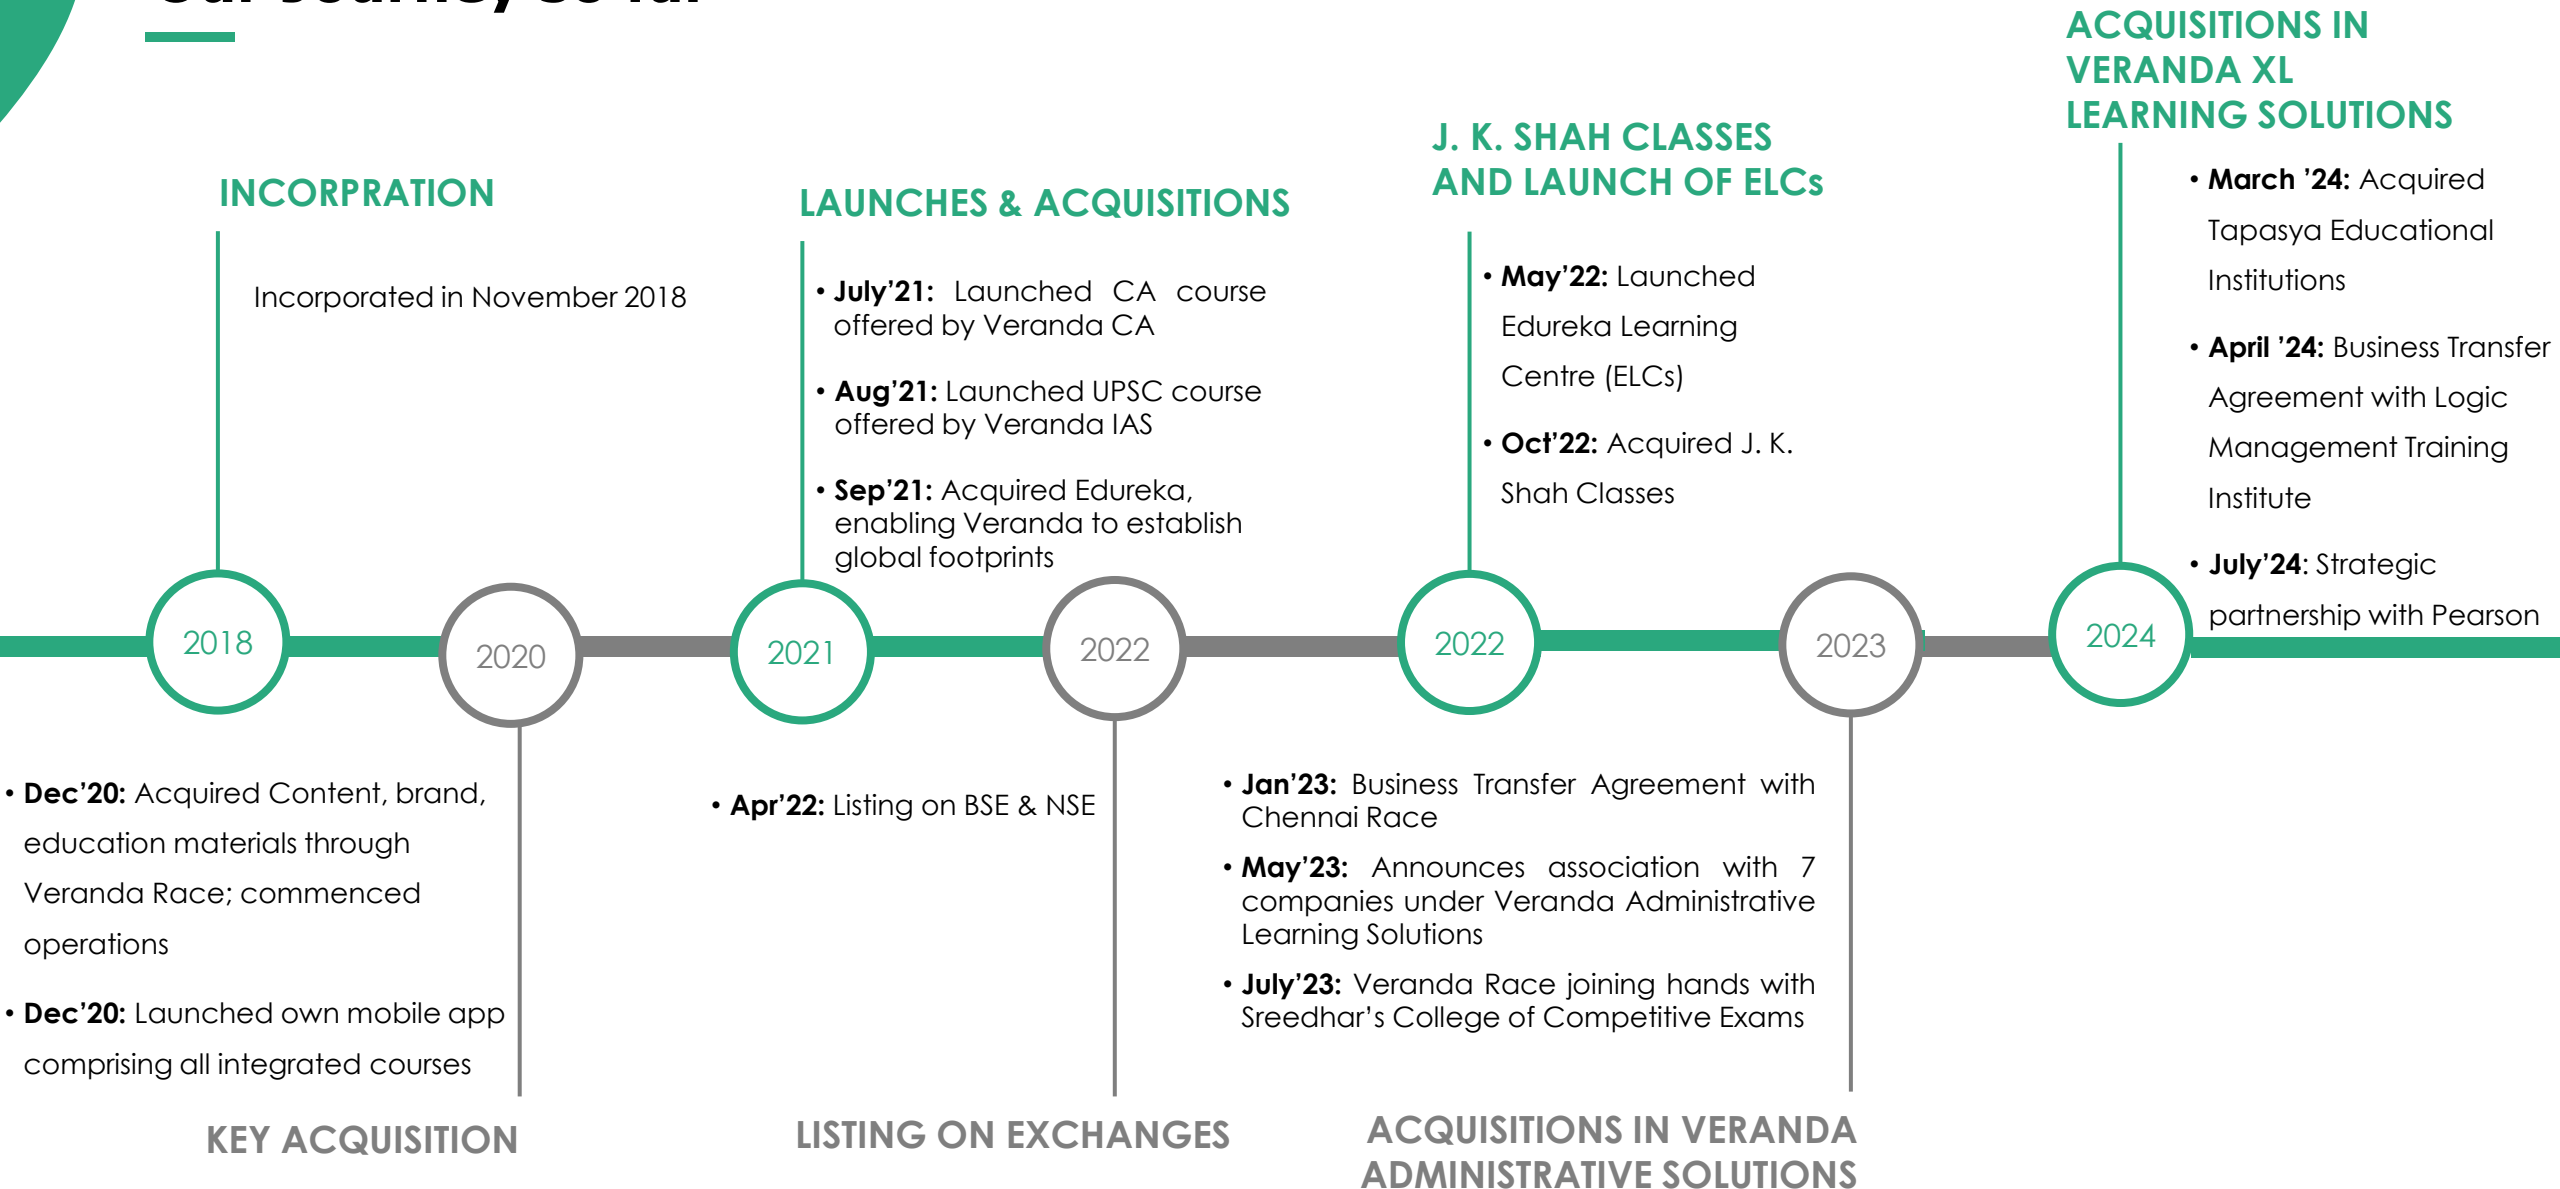 Our Journey So far
INCORPRATION
Incorporated in November 2018
2018
• Dec’20: Acquired Content, brand,
education materials through
Veranda Race; commenced
operations
• Dec’20: Launched own mobile app
comprising all integrated courses
2020
KEY ACQUISITION
LAUNCHES & ACQUISITIONS
• July’21: Launched CA course
offered by Veranda CA
• Aug’21: Launched UPSC course
offered by Veranda IAS
• Sep’21: Acquired Edureka,
enabling Veranda to establish
global footprints
2021
2022
• Apr’22: Listing on BSE & NSE
LISTING ON EXCHANGES
J. K. SHAH CLASSES
AND LAUNCH OF ELCs
• May’22: Launched
Edureka Learning
Centre (ELCs)
• Oct’22: Acquired J. K.
Shah Classes
2022
2023
• Jan’23: Business Transfer Agreement with
Chennai Race
• May’23: Announces association with 7
companies under Veranda Administrative
Learning Solutions
• July’23: Veranda Race joining hands with
Sreedhar’s College of Competitive Exams
ACQUISITIONS IN VERANDA
ADMINISTRATIVE SOLUTIONS
ACQUISITIONS IN
VERANDA XL
LEARNING SOLUTIONS
• March ’24: Acquired
Tapasya Educational
Institutions
• April ’24: Business Transfer
Agreement with Logic
Management Training
Institute
• July’24: Strategic
partnership with Pearson
2024